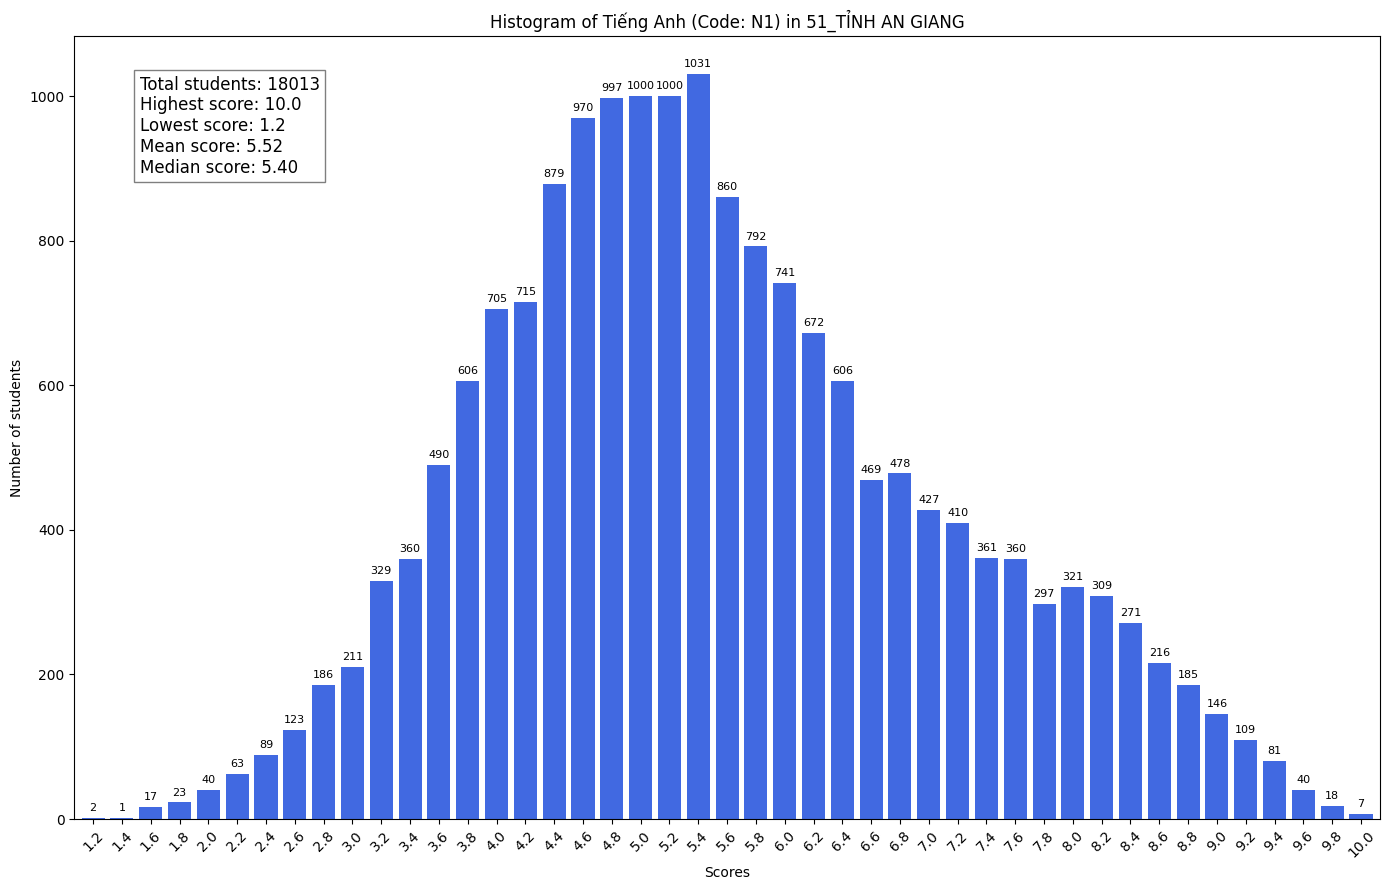 Histogram of Tiếng Anh (Code: N1) in 51_TỈNH AN GIANG
Total students: 18013
Highest score: 10.0
Lowest score: 1.2
Mean score: 5.52
Median score: 5.40
Number of students
1000
800
600
400
200
0
2 1 17 23 40 63 89 123 186 211 329 360 490 606 705 715 879 970 997 1000 1000 1031 860 792 741 672 606 469 478 427 410 361 360 297 321 309 271 216 185 146 109 81 40 18 7
1.2 1.4 1.6 1.8 2.0 2.2 2.4 2.6 2.8 3.0 3.2 3.4 3.6 3.8 4.0 4.2 4.4 4.6 4.8 5.0 5.2 5.4 5.6 5.8 6.0 6.2 6.4 6.6 6.8 7.0 7.2 7.4 7.6 7.8 8.0 8.2 8.4 8.6 8.8 9.0 9.2 9.4 9.6 9.8 10.0
Scores